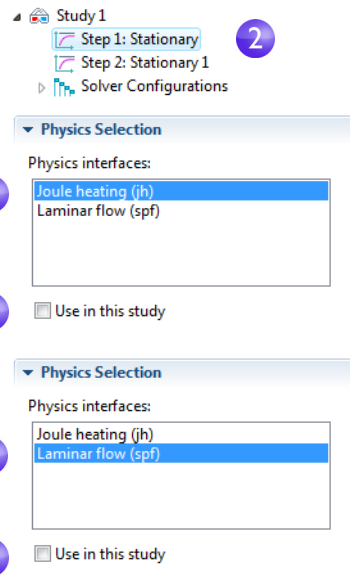 Study 1
Step 1: Stationary
2
Step 2: Stationary 1
Solver Configurations
Physics Selection
Physics interfaces:
Joule heating (jh)
Laminar flow (spf)
Use in this study
Physics Selection
Physics interfaces:
Joule heating (jh)
Laminar flow (spf)
Use in this study